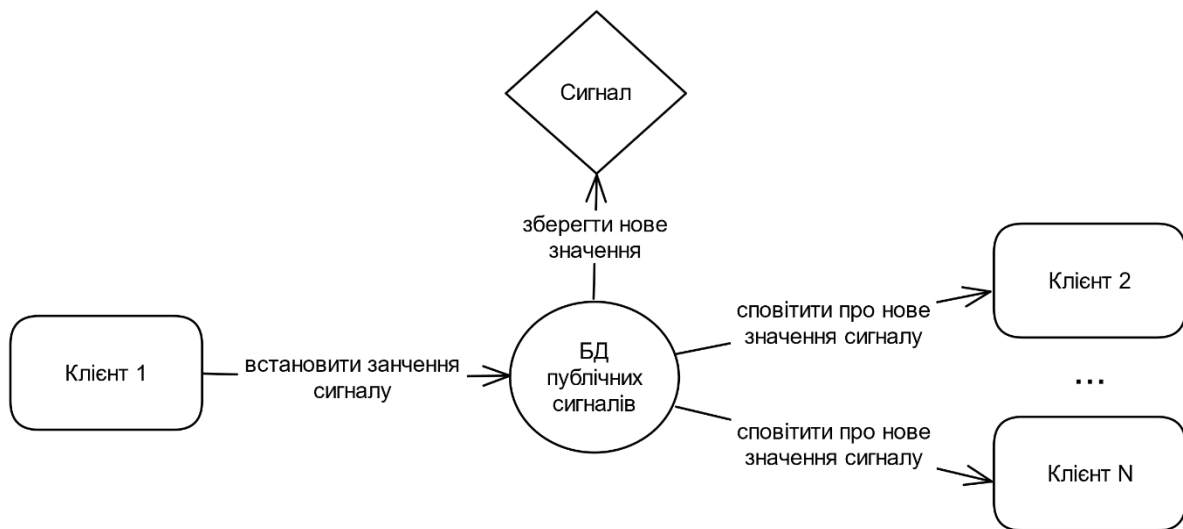 Сигнал
зберегти нове
значення
Клієнт 1
встановити занчення
сигналу
БД
публічних
сигналів
сповітити про нове
значення сигналу
Клієнт 2
...
сповітити про нове
значення сигналу
Клієнт N